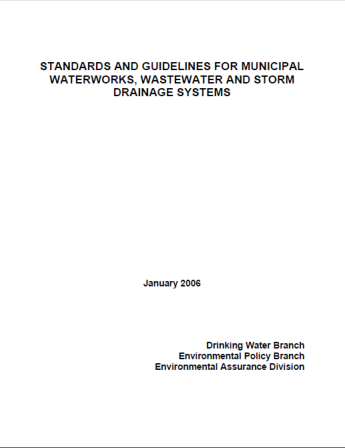 STANDARDS AND GUIDELINES FOR MUNICIPAL
WATERWORKS, WASTEWATER AND STORM
DRAINAGE SYSTEMS
January 2006
Drinking Water Branch
Environmental Policy Branch
Environmental Assurance Division